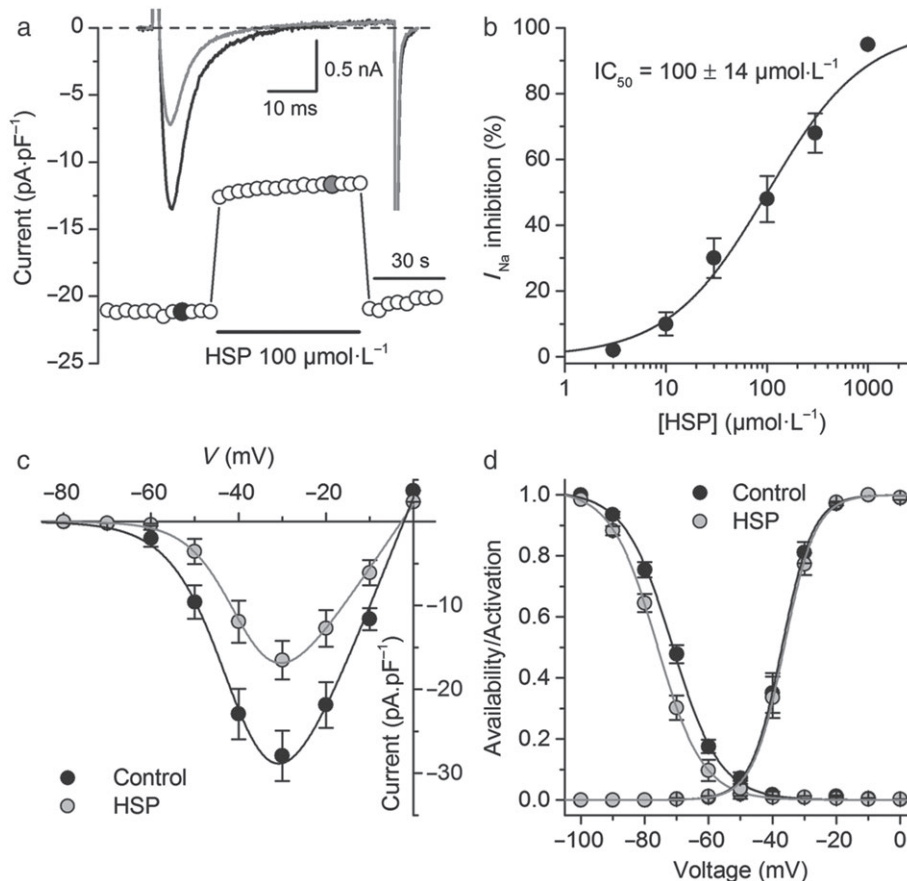 a
0
−5
−10
−15
−20
−25
Current (pA·pF⁻¹)
0.5 nA
10 ms
30 s
HSP 100 µmol·L⁻¹
b
IC₅₀ = 100 ± 14 µmol·L⁻¹
100
80
60
40
20
0
I_Na inhibition (%)
1 10 100 1000
[HSP] (µmol·L⁻¹)
c
V (mV)
−80 −60 −40 −20 0
−10
−20
−30
Current (pA.pF⁻¹)
Control
HSP
d
Control
HSP
1.0
0.8
0.6
0.4
0.2
0.0
Availability/Activation
−100 −80 −60 −40 −20 0
Voltage (mV)